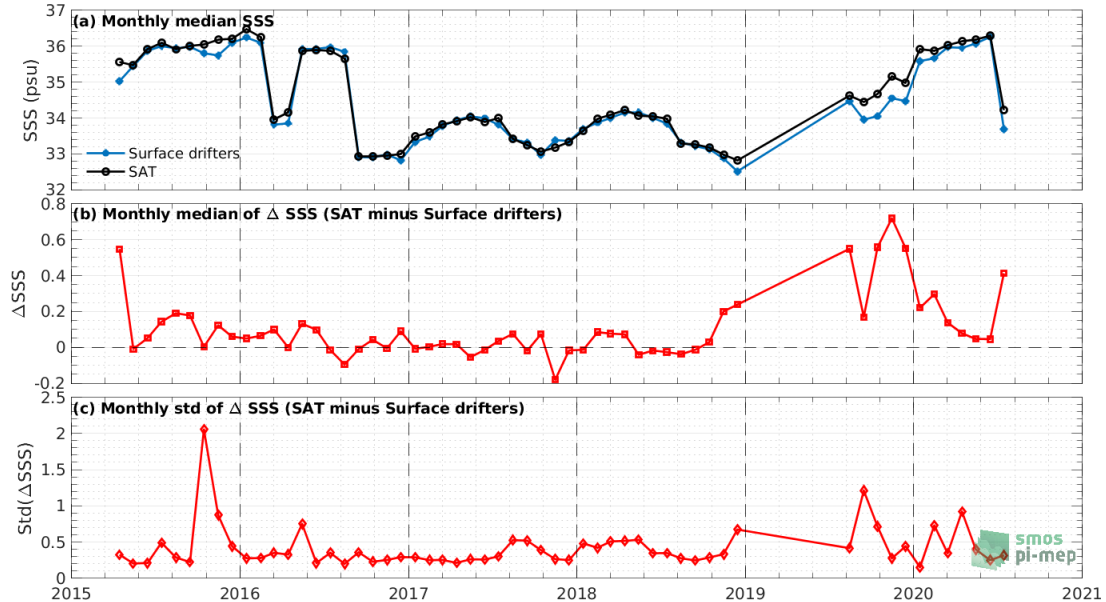 37
(a) Monthly median SSS
36
35
SSS (psu)
34
Surface drifters
33
SAT
32
0.8
(b) Monthly median of Δ SSS (SAT minus Surface drifters)
0.6
0.4
ΔSSS
0.2
0
-0.2
2.5
(c) Monthly std of Δ SSS (SAT minus Surface drifters)
2
1.5
Std(ΔSSS)
1
0.5
smos
pi-mep
0
2015 2016 2017 2018 2019 2020 2021